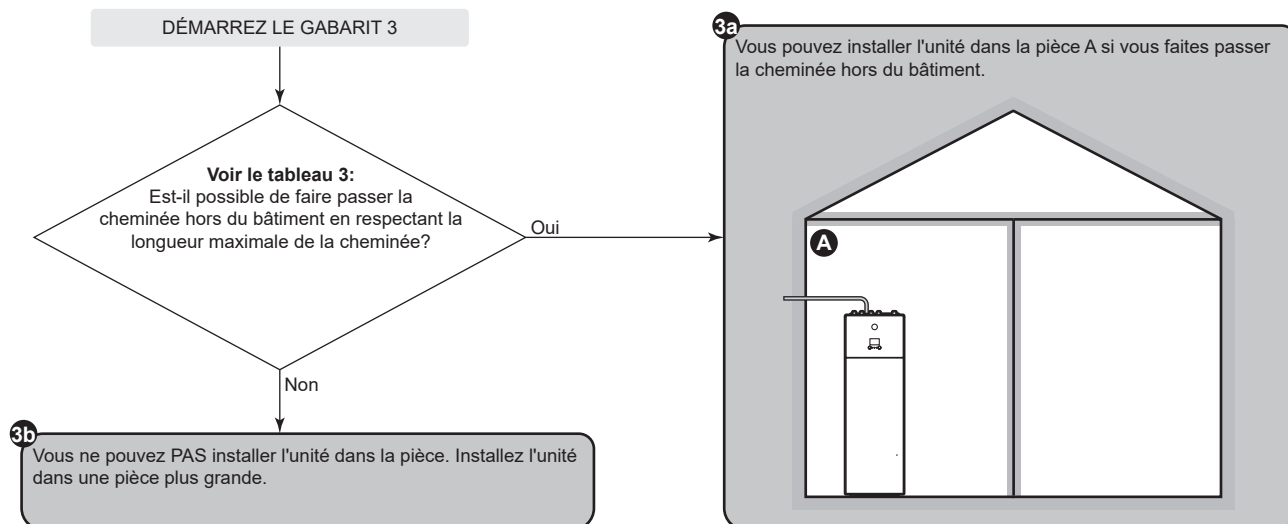 DÉMARREZ LE GABARIT 3
Voir le tableau 3:
Est-il possible de faire passer la
cheminée hors du bâtiment en respectant la
longueur maximale de la cheminée?
Oui
Non
3a
Vous pouvez installer l'unité dans la pièce A si vous faites passer
la cheminée hors du bâtiment.
A
3b
Vous ne pouvez PAS installer l'unité dans la pièce. Installez l'unité
dans une pièce plus grande.